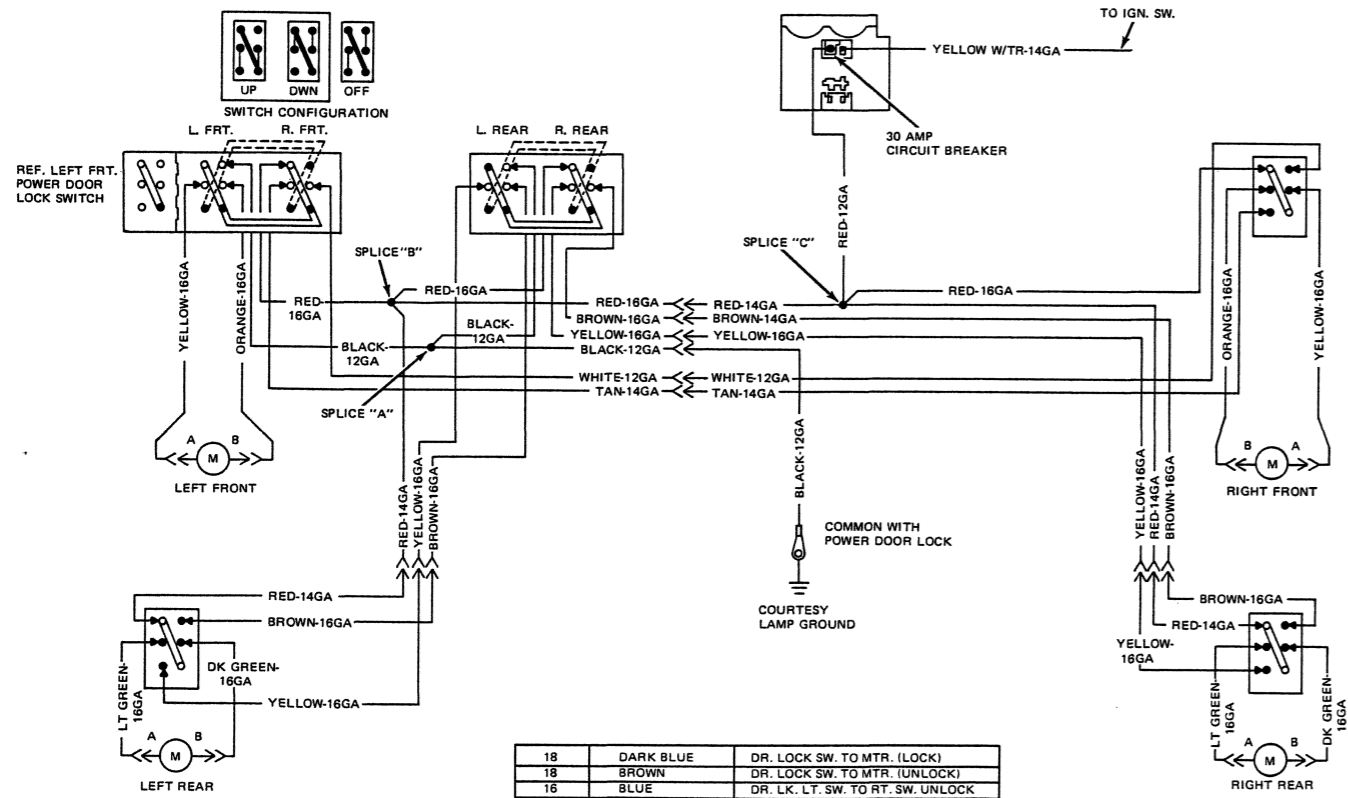 TO IGN. SW.
YELLOW W/TR-14GA
UP
DWN
OFF
SWITCH CONFIGURATION
L. FRT.
R. FRT.
L. REAR
R. REAR
30 AMP
CIRCUIT BREAKER
REF. LEFT FRT.
POWER DOOR
LOCK SWITCH
RED-12GA
SPLICE "B"
SPLICE "C"
YELLOW-16GA
ORANGE-16GA
RED-
16GA
RED-16GA
RED-16GA
RED-14GA
RED-16GA
BROWN-16GA
BROWN-14GA
BLACK-
12GA
YELLOW-16GA
YELLOW-16GA
BLACK-
12GA
BLACK-12GA
WHITE-12GA
WHITE-12GA
TAN-14GA
TAN-14GA
SPLICE "A"
ORANGE-16GA
YELLOW-16GA
A
B
M
LEFT FRONT
B
A
M
RIGHT FRONT
RED-14GA
YELLOW-16GA
BROWN-16GA
BLACK-12GA
YELLOW-16GA
RED-14GA
BROWN-16GA
COMMON WITH
POWER DOOR LOCK
COURTESY
LAMP GROUND
RED-14GA
BROWN-16GA
LT GREEN-
16GA
DK GREEN-
16GA
YELLOW-16GA
A
B
M
LEFT REAR
BROWN-16GA
RED-14GA
YELLOW-
16GA
LT GREEN-
16GA
DK GREEN-
16GA
A
B
M
RIGHT REAR
18 DARK BLUE DR. LOCK SW. TO MTR. (LOCK)
18 BROWN DR. LOCK SW. TO MTR. (UNLOCK)
16 BLUE DR. LK. LT. SW. TO RT. SW. UNLOCK